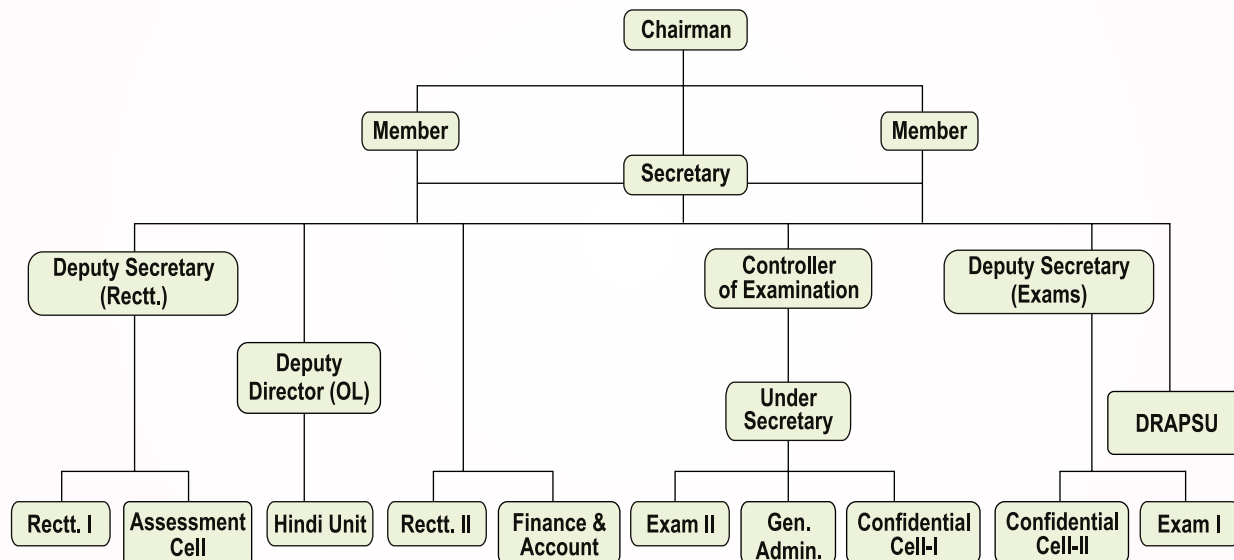 Chairman
Member
Member
Secretary
Deputy Secretary
(Rectt.)
Controller
of Examination
Deputy Secretary
(Exams)
Deputy
Director (OL)
Under
Secretary
DRAPSU
Rectt. I
Assessment
Cell
Hindi Unit
Rectt. II
Finance &
Account
Exam II
Gen.
Admin.
Confidential
Cell-I
Confidential
Cell-II
Exam I